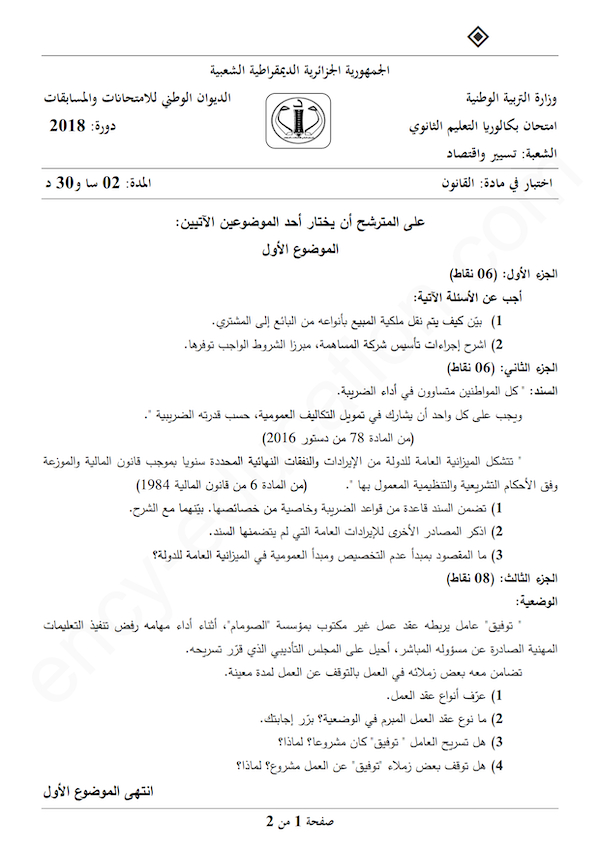 الجمهورية الجزائرية الديمقراطية الشعبية
وزارة التربية الوطنية
الديوان الوطني للامتحانات والمسابقات
امتحان بكالوريا التعليم الثانوي
دورة: 2018
الشعبة: تسيير واقتصاد
اختبار في مادة: القانون
المدة: 02 سا و30 د
على المترشح أن يختار أحد الموضوعين الآتيين:
الموضوع الأول
الجزء الأول: (06 نقاط)
أجب عن الأسئلة الآتية:
1) بيّن كيف يتم نقل ملكية المبيع بأنواعه من البائع إلى المشتري.
2) اشرح إجراءات تأسيس شركة المساهمة، مبرزا الشروط الواجب توفرها.
الجزء الثاني: (06 نقاط)
السند: " كل المواطنين متساوون في أداء الضريبة.
ويجب على كل واحد أن يشارك في تمويل التكاليف العمومية، حسب قدرته الضريبية ".
(من المادة 78 من دستور 2016)
" تتشكل الميزانية العامة للدولة من الإيرادات والنفقات النهائية المحددة سنويا بموجب قانون المالية والموزعة
وفق الأحكام التشريعية والتنظيمية المعمول بها ". (من المادة 6 من قانون المالية 1984)
1) تضمن السند قاعدة من قواعد الضريبة وخاصية من خصائصها. بيّنهما مع الشرح.
2) اذكر المصادر الأخرى للإيرادات العامة التي لم يتضمنها السند.
3) ما المقصود بمبدأ عدم التخصيص ومبدأ العمومية في الميزانية العامة للدولة؟
الجزء الثالث: (08 نقاط)
الوضعية:
" توفيق" عامل يربطه عقد عمل غير مكتوب بمؤسسة "الصومام"، أثناء أداء مهامه رفض تنفيذ التعليمات
المهنية الصادرة عن مسؤوله المباشر، أحيل على المجلس التأديبي الذي قرّر تسريحه.
تضامن معه بعض زملائه في العمل بالتوقف عن العمل لمدة معينة.
1) عرّف أنواع عقد العمل.
2) ما نوع عقد العمل المبرم في الوضعية؟ برّر إجابتك.
3) هل تسريح العامل " توفيق" كان مشروعا؟ لماذا؟
4) هل توقف بعض زملاء "توفيق" عن العمل مشروع؟ لماذا؟
انتهى الموضوع الأول
صفحة 1 من 2